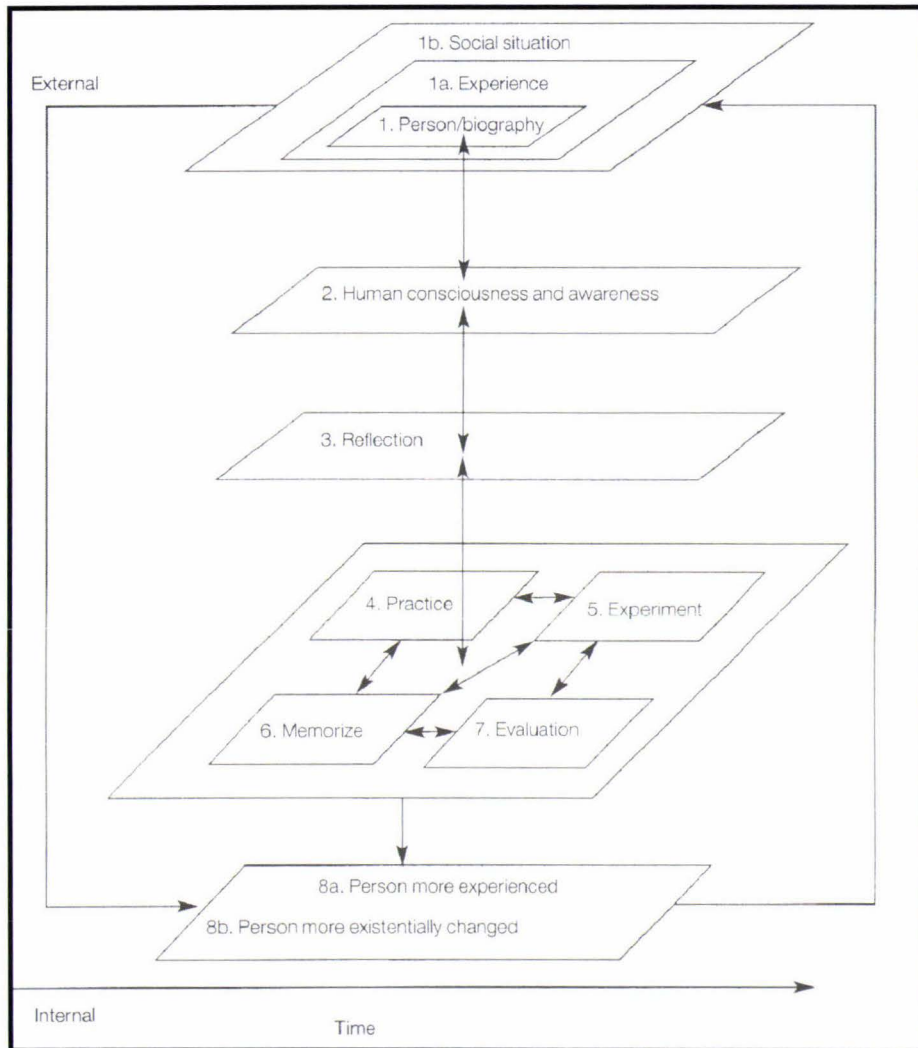 1b. Social situation
External
1a. Experience
1. Person/biography
2. Human consciousness and awareness
3. Reflection
4. Practice
5. Experiment
6. Memorize
7. Evaluation
8a. Person more experienced
8b. Person more existentially changed
Internal
Time